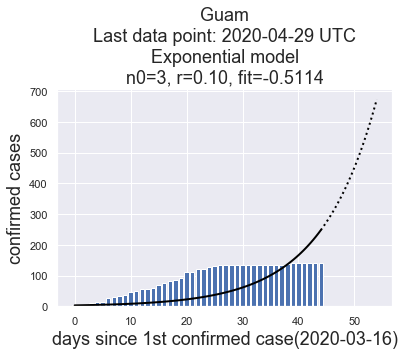 Guam
Last data point: 2020-04-29 UTC
Exponential model
n0=3, r=0.10, fit=-0.5114
700
600
500
400
300
200
100
0
confirmed cases
0 10 20 30 40 50
days since 1st confirmed case(2020-03-16)